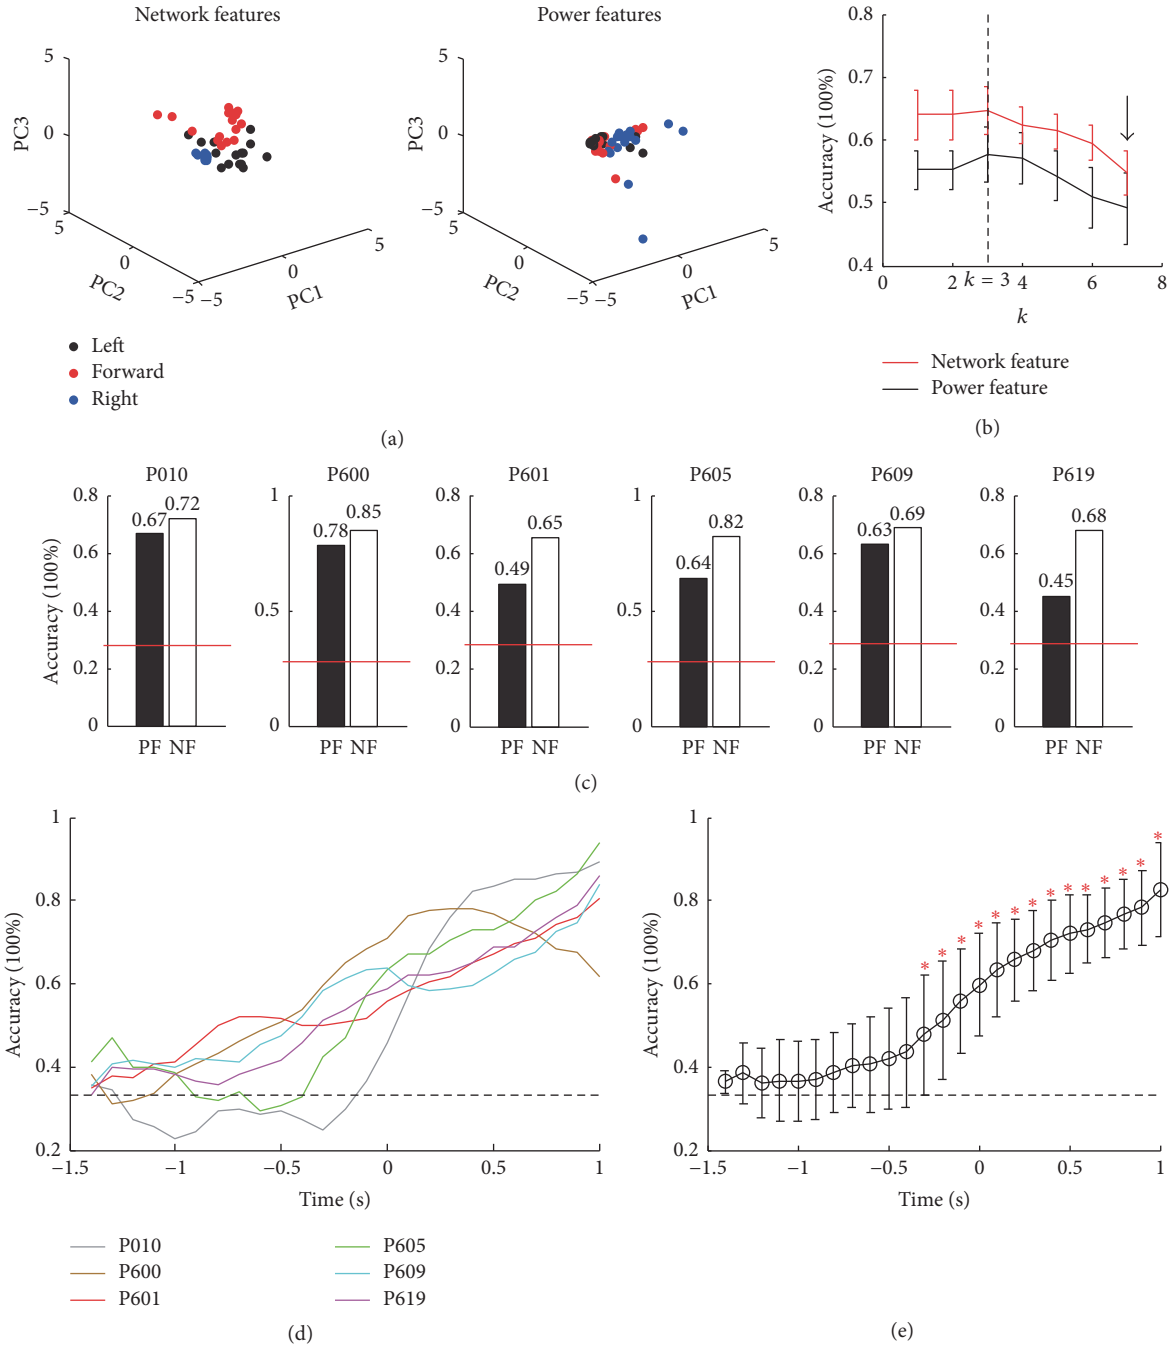 Network features
Power features
5
0
−5
PC3
5
0
−5
PC2
−5
0
5
PC1
5
0
−5
PC3
5
0
−5
PC2
−5
0
5
PC1
Left
Forward
Right
(a)
0.8
0.7
0.6
0.5
0.4
Accuracy (100%)
0 2 k = 3 4 6 8
k
Network feature
Power feature
(b)
P010 P600 P601 P605 P609 P619
Accuracy (100%)
0.8
0.6
0.4
0.2
0
0.67 0.72
PF NF
1
0.5
0
0.78 0.85
PF NF
0.8
0.6
0.4
0.2
0
0.49 0.65
PF NF
1
0.5
0
0.64 0.82
PF NF
0.8
0.6
0.4
0.2
0
0.63 0.69
PF NF
0.8
0.6
0.4
0.2
0
0.45 0.68
PF NF
(c)
1
0.8
0.6
0.4
0.2
Accuracy (100%)
−1.5 −1 −0.5 0 0.5 1
Time (s)
P010
P600
P601
P605
P609
P619
(d)
1
0.8
0.6
0.4
0.2
Accuracy (100%)
* * * * * * * * * * * * * *
−1.5 −1 −0.5 0 0.5 1
Time (s)
(e)